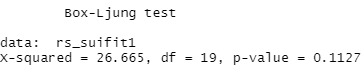 Box-Ljung test
data: rs_suifit1
X-squared = 26.665, df = 19, p-value = 0.1127